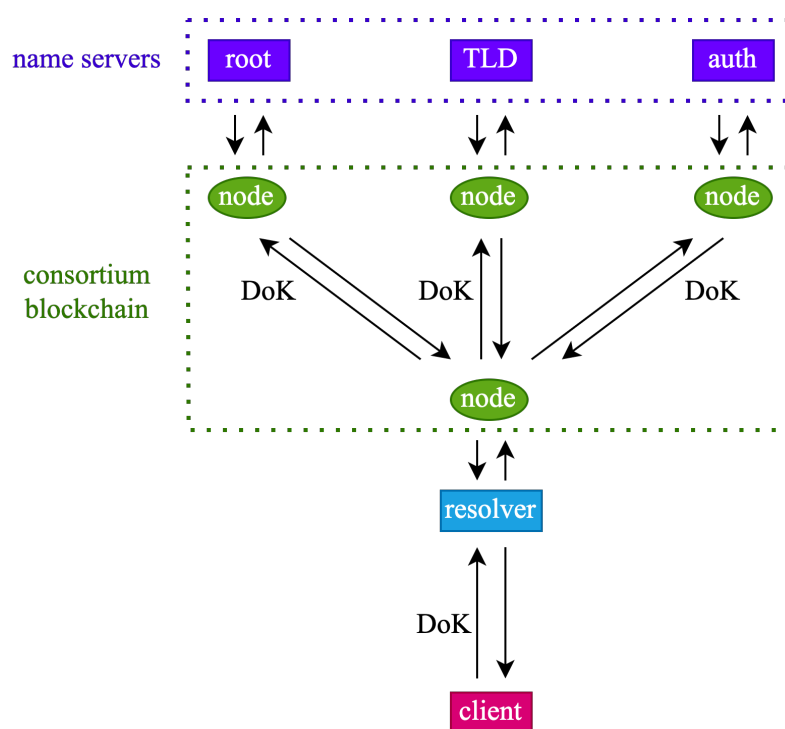 name servers
root
TLD
auth
node
node
node
consortium
blockchain
DoK
DoK
DoK
node
resolver
DoK
client